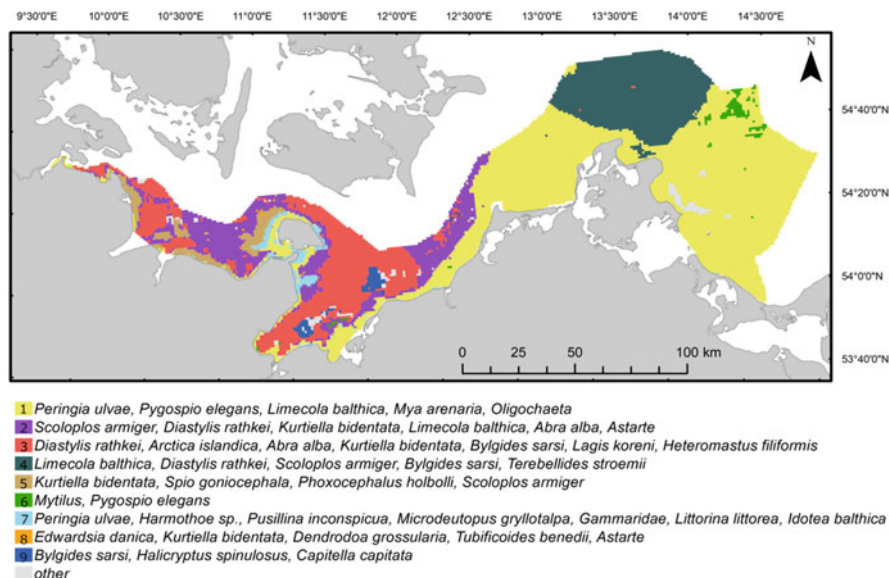 9°30'0"E 10°0'0"E 10°30'0"E 11°0'0"E 11°30'0"E 12°0'0"E 12°30'0"E 13°0'0"E 13°30'0"E 14°0'0"E 14°30'0"E
N
54°40'0"N
54°20'0"N
54°0'0"N
53°40'0"N
0 25 50 100 km
1 Peringia ulvae, Pygospio elegans, Limecola balthica, Mya arenaria, Oligochaeta
2 Scoloplos armiger, Diastylis rathkei, Kurtiella bidentata, Limecola balthica, Abra alba, Astarte
3 Diastylis rathkei, Arctica islandica, Abra alba, Kurtiella bidentata, Bylgides sarsi, Lagis koreni, Heteromastus filiformis
4 Limecola balthica, Diastylis rathkei, Scoloplos armiger, Bylgides sarsi, Terebellides stroemii
5 Kurtiella bidentata, Spio goniocephala, Phoxocephalus holbolli, Scoloplos armiger
6 Mytilus, Pygospio elegans
7 Peringia ulvae, Harmothoe sp., Pusillina inconspicua, Microdeutopus gryllotalpa, Gammaridae, Littorina littorea, Idotea balthica
8 Edwardsia danica, Kurtiella bidentata, Dendrodoa grossularia, Tubificoides benedii, Astarte
9 Bylgides sarsi, Halicryptus spinulosus, Capitella capitata
other